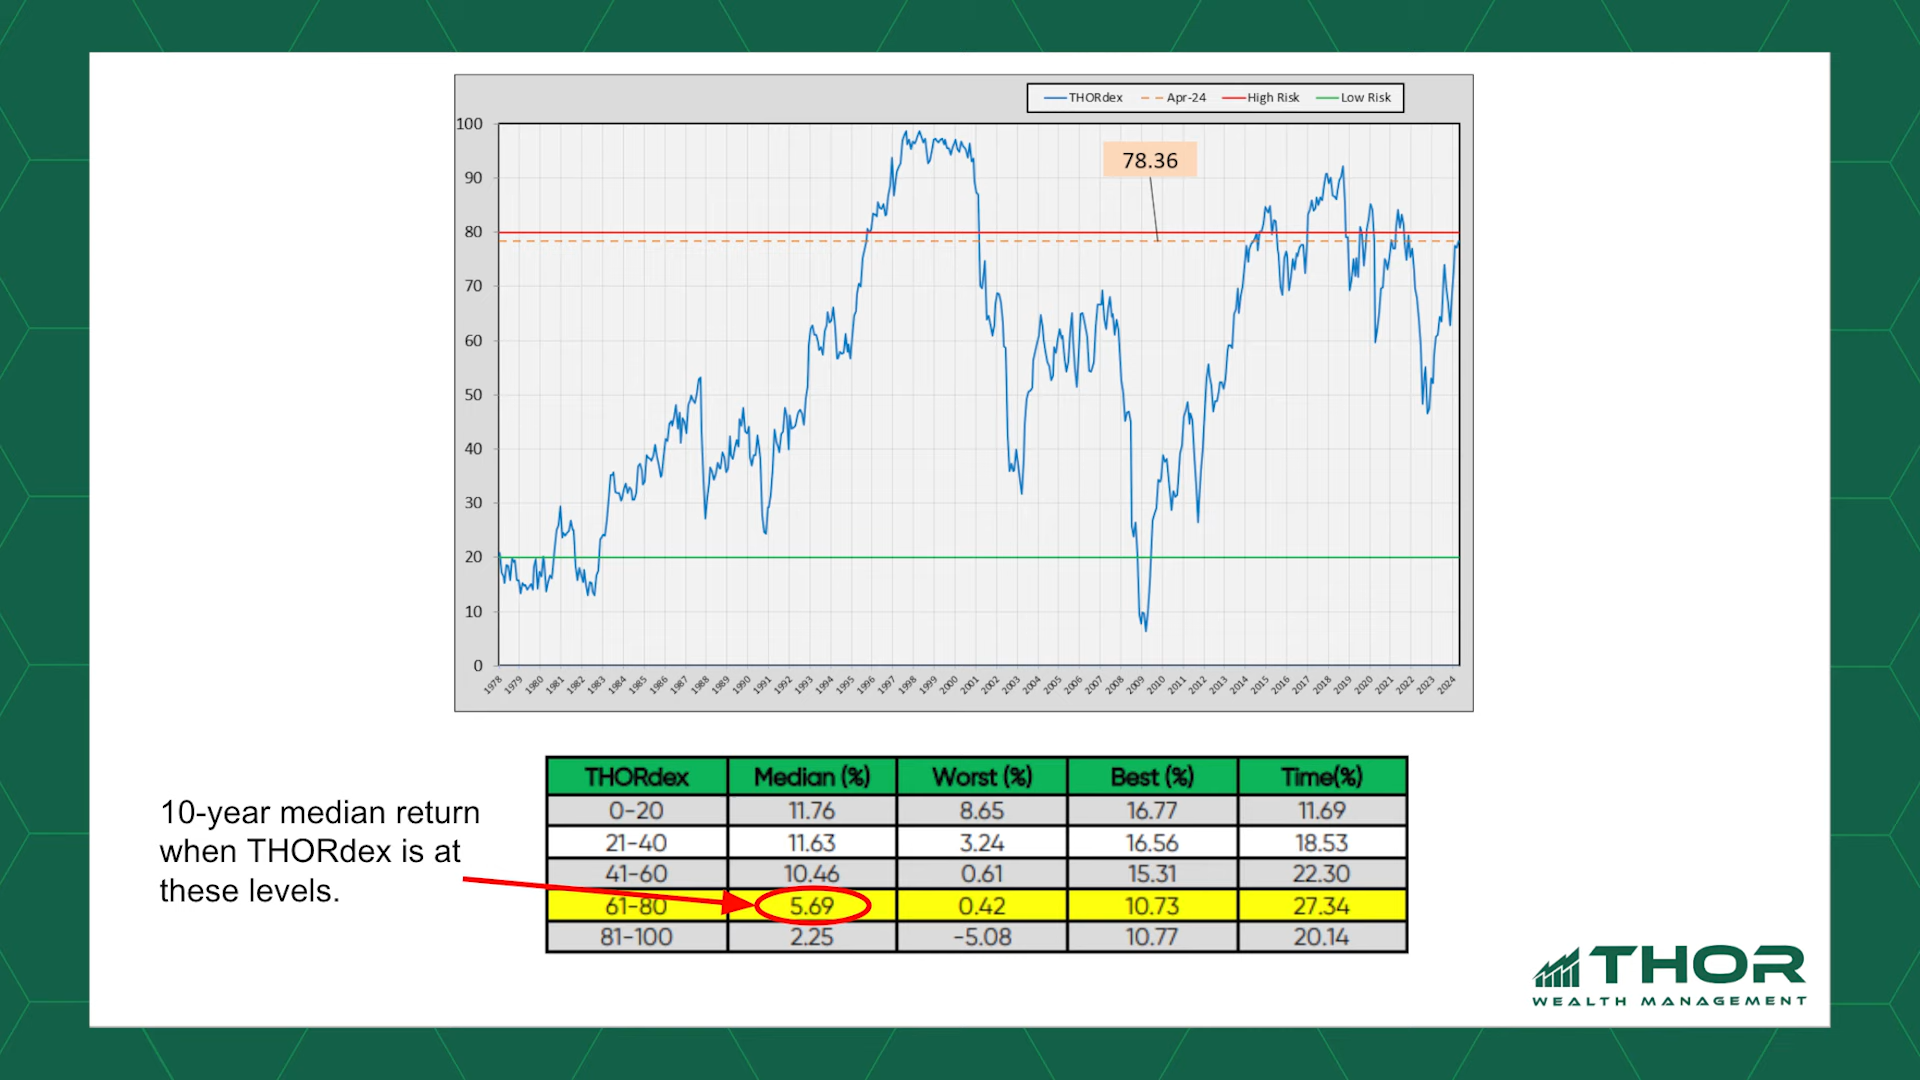 THORdex Apr-24 High Risk Low Risk
100
78.36
90
80
70
60
50
40
30
20
10
0
1978 1979 1980 1981 1982 1983 1984 1985 1986 1987 1988 1989 1990 1991 1992 1993 1994 1995 1996 1997 1998 1999 2000 2001 2002 2003 2004 2005 2006 2007 2008 2009 2010 2011 2012 2013 2014 2015 2016 2017 2018 2019 2020 2021 2022 2023 2024
10-year median return
when THORdex is at
these levels.
THORdex Median (%) Worst (%) Best (%) Time(%)
0-20 11.76 8.65 16.77 11.69
21-40 11.63 3.24 16.56 18.53
41-60 10.46 0.61 15.31 22.30
61-80 5.69 0.42 10.73 27.34
81-100 2.25 -5.08 10.77 20.14
THOR
WEALTH MANAGEMENT